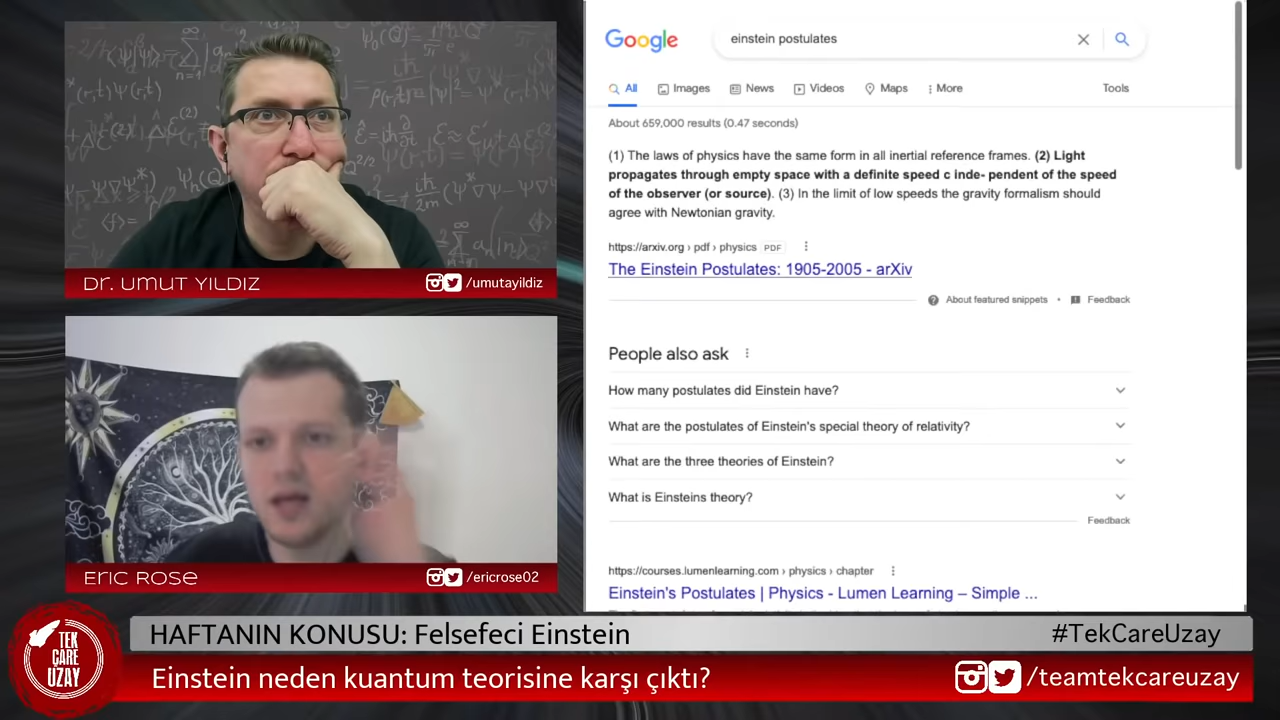 DR. UMUT YILDIZ
/umutayildiz
ERIC ROSE
/ericrose02
Google
einstein postulates
All
Images
News
Videos
Maps
More
Tools
About 659,000 results (0.47 seconds)
(1) The laws of physics have the same form in all inertial reference frames. (2) Light
propagates through empty space with a definite speed c inde- pendent of the speed
of the observer (or source). (3) In the limit of low speeds the gravity formalism should
agree with Newtonian gravity.
https://arxiv.org › pdf › physics PDF
The Einstein Postulates: 1905-2005 - arXiv
About featured snippets • Feedback
People also ask
How many postulates did Einstein have?
What are the postulates of Einstein's special theory of relativity?
What are the three theories of Einstein?
What is Einsteins theory?
Feedback
https://courses.lumenlearning.com › physics › chapter
Einstein's Postulates | Physics - Lumen Learning – Simple ...
TEK
ÇARE
UZAY
HAFTANIN KONUSU: Felsefeci Einstein
#TekCareUzay
Einstein neden kuantum teorisine karşı çıktı?
/teamtekcareuzay